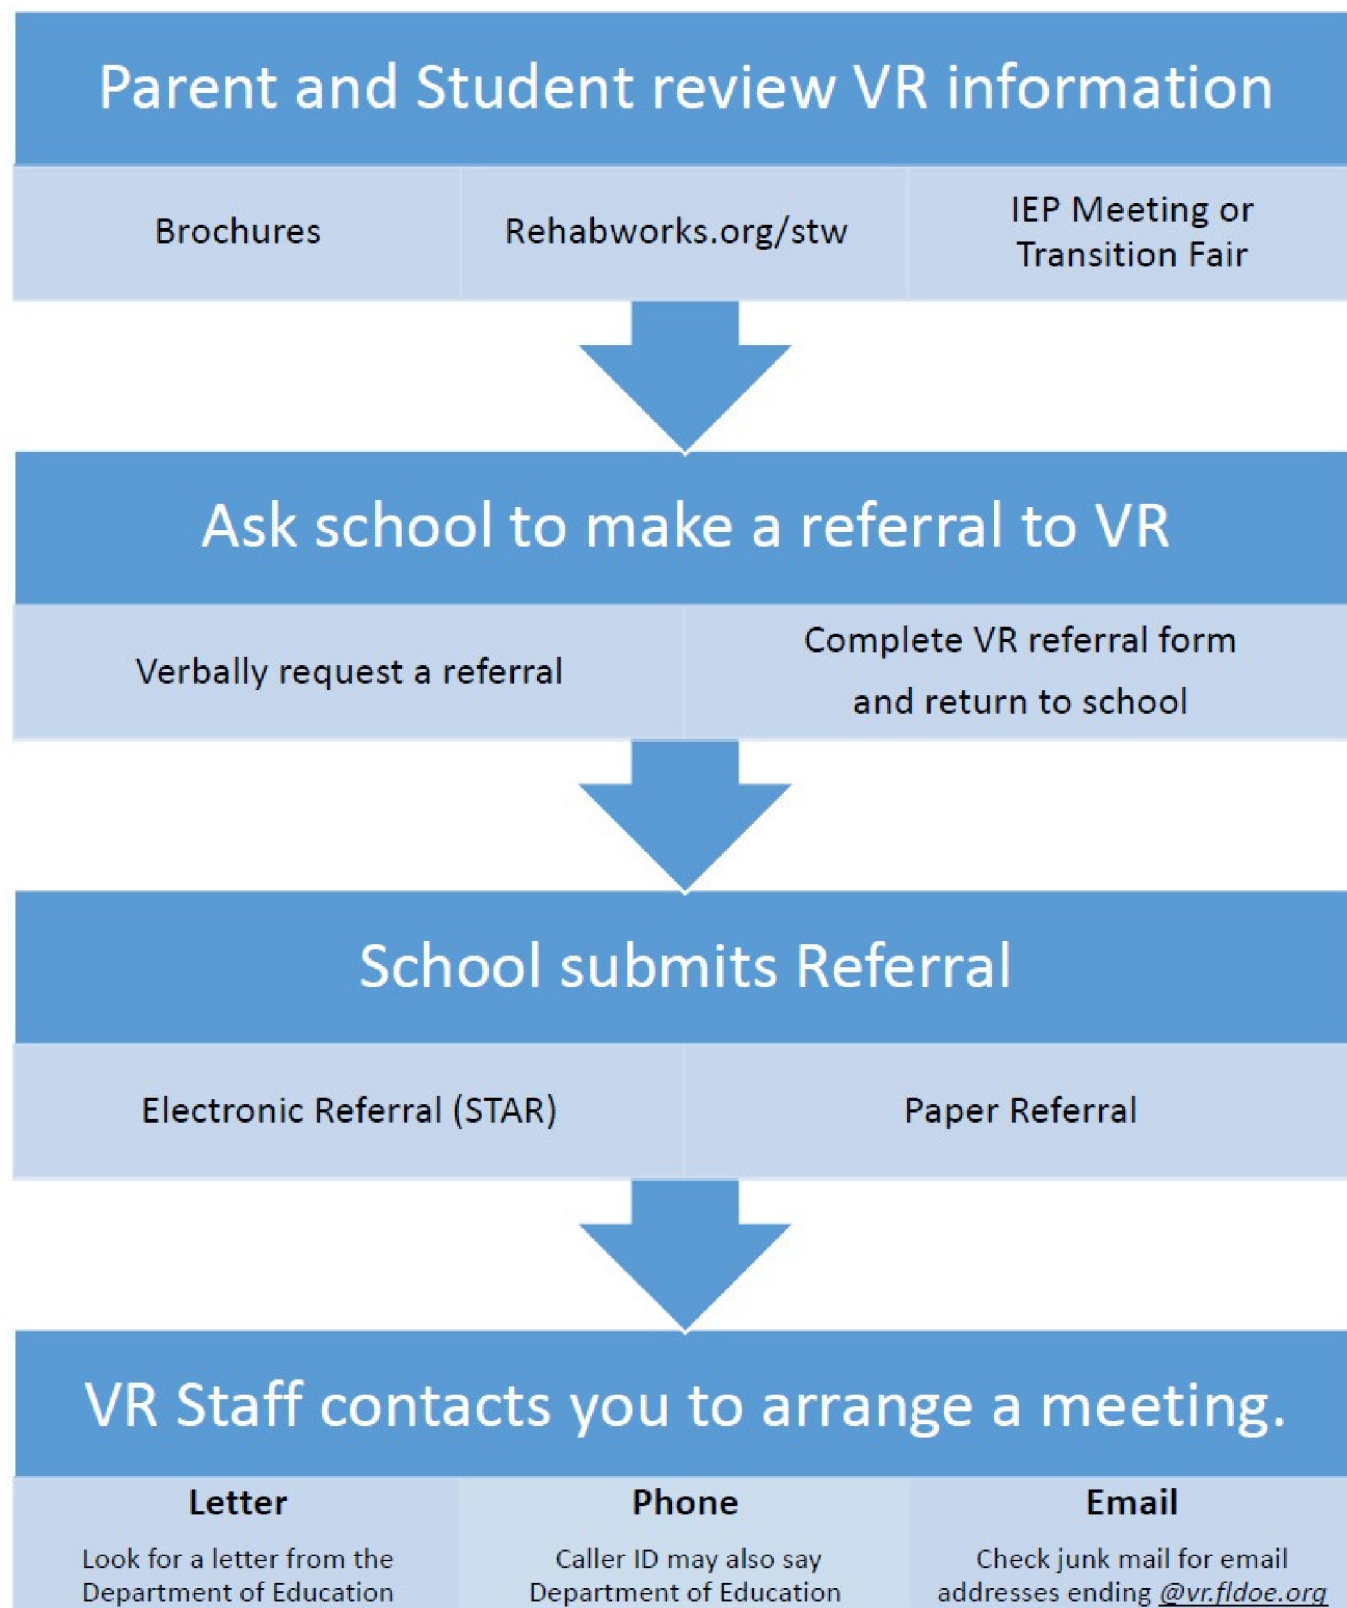 Parent and Student review VR information
Brochures
Rehabworks.org/stw
IEP Meeting or
Transition Fair
Ask school to make a referral to VR
Verbally request a referral
Complete VR referral form
and return to school
School submits Referral
Electronic Referral (STAR)
Paper Referral
VR Staff contacts you to arrange a meeting.
Letter
Look for a letter from the
Department of Education
Phone
Caller ID may also say
Department of Education
Email
Check junk mail for email
addresses ending @vr.fldoe.org